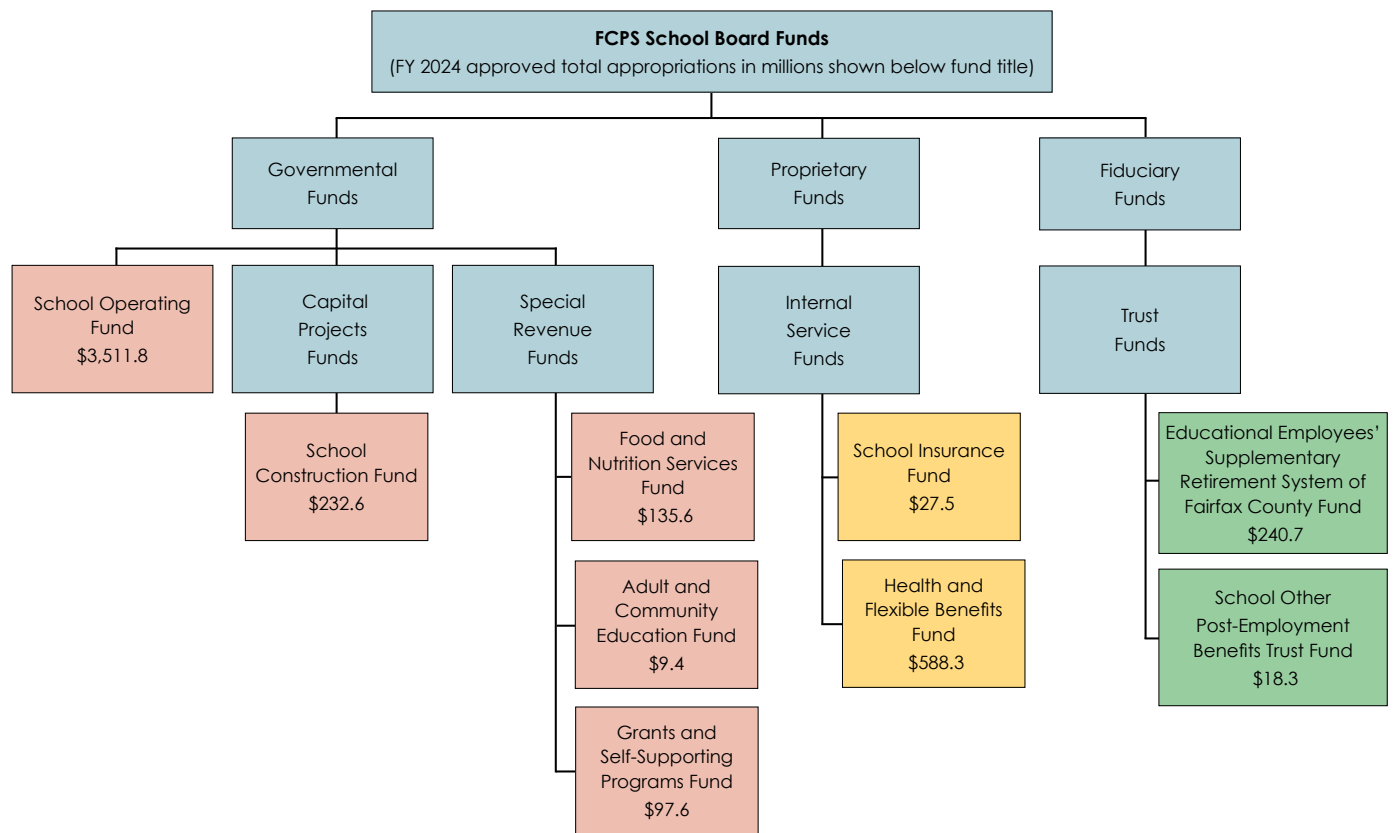 FCPS School Board Funds
(FY 2024 approved total appropriations in millions shown below fund title)
Governmental
Funds
Proprietary
Funds
Fiduciary
Funds
School Operating
Fund
$3,511.8
Capital
Projects
Funds
Special
Revenue
Funds
Internal
Service
Funds
Trust
Funds
School
Construction Fund
$232.6
Food and
Nutrition Services
Fund
$135.6
School Insurance
Fund
$27.5
Educational Employees’
Supplementary
Retirement System of
Fairfax County Fund
$240.7
Adult and
Community
Education Fund
$9.4
Health and
Flexible Benefits
Fund
$588.3
School Other
Post-Employment
Benefits Trust Fund
$18.3
Grants and
Self-Supporting
Programs Fund
$97.6